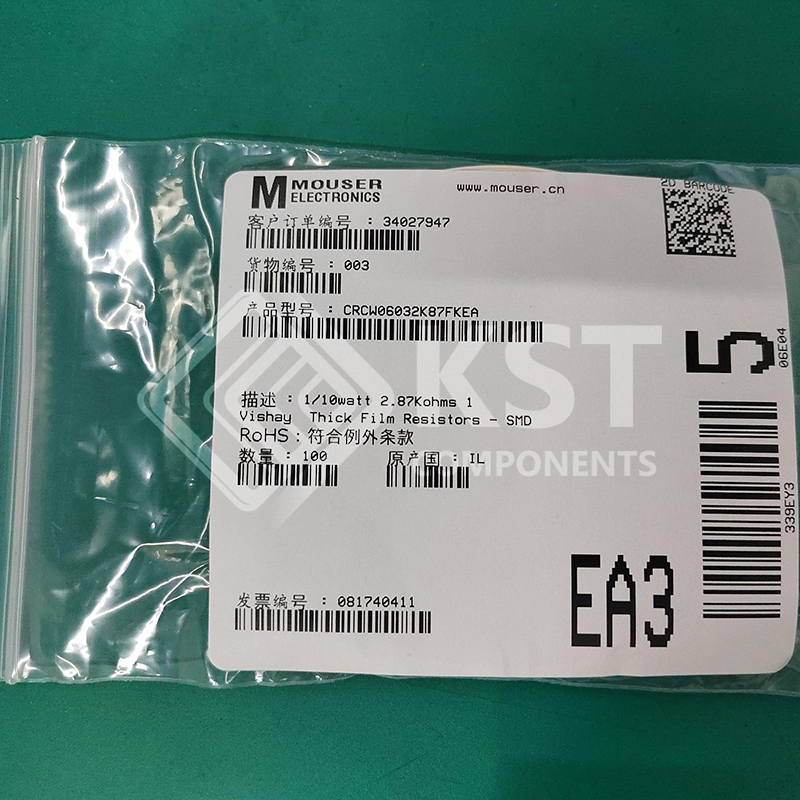 MOUSER
ELECTRONICS
www.mouser.cn
2D BARCODE
客户订单编号 : 34027947
货物编号 : 003
产品型号 : CRCW06032K87FKEA
5
06E04
KST
COMPONENTS
描述 : 1/10watt 2.87Kohms 1
Vishay Thick Film Resistors - SMD
RoHS : 符合例外条款
数量 : 100 原产国 : IL
339EY3
EA3
发票编号 : 081740411